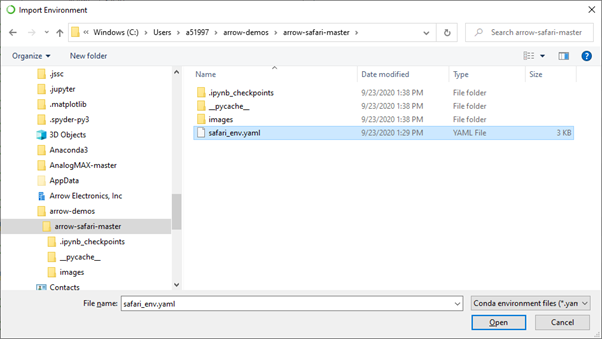 Import Environment
« Windows (C:) › Users › a51997 › arrow-demos › arrow-safari-master ›
Search arrow-safari-master
Organize New folder
Name Date modified Type Size
.jssc
.jupyter
.matplotlib
.spyder-py3
3D Objects
Anaconda3
AnalogMAX-master
AppData
Arrow Electronics, Inc
arrow-demos
arrow-safari-master
.ipynb_checkpoints
__pycache__
images
Contacts
.ipynb_checkpoints 9/23/2020 1:38 PM File folder
__pycache__ 9/23/2020 1:38 PM File folder
images 9/23/2020 1:38 PM File folder
safari_env.yaml 9/23/2020 1:29 PM YAML File 3 KB
File name: safari_env.yaml Conda environment files (*.yan
Open Cancel